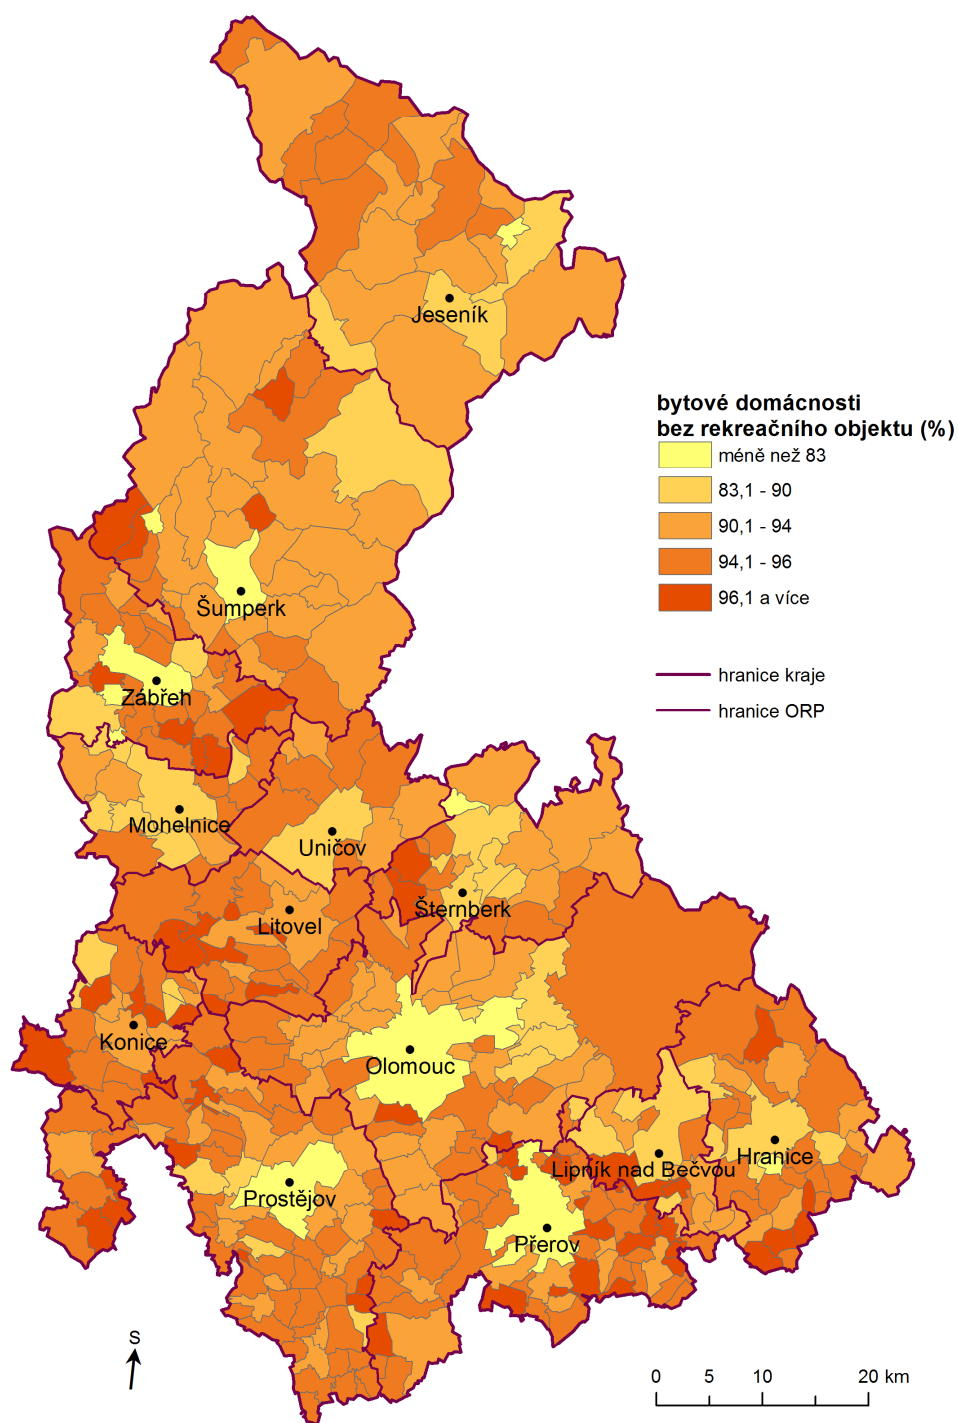 Jeseník
bytové domácnosti
bez rekreačního objektu (%)
méně než 83
83,1 - 90
90,1 - 94
94,1 - 96
96,1 a více
hranice kraje
hranice ORP
Šumperk
Zábřeh
Mohelnice
Uničov
Šternberk
Litovel
Konice
Olomouc
Hranice
Lipník nad Bečvou
Prostějov
Přerov
S
0 5 10 20 km